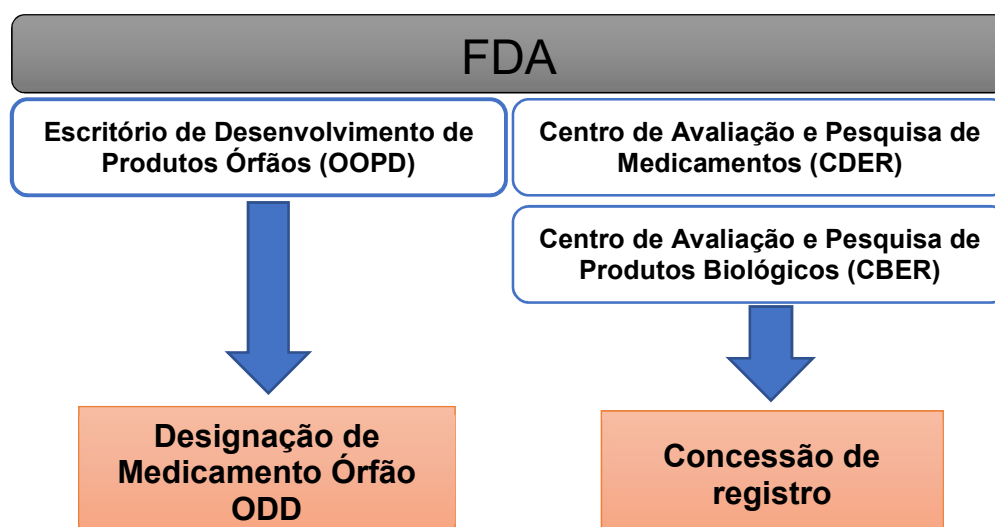 FDA
Escritório de Desenvolvimento de
Produtos Órfãos (OOPD)
Centro de Avaliação e Pesquisa de
Medicamentos (CDER)
Centro de Avaliação e Pesquisa de
Produtos Biológicos (CBER)
Designação de
Medicamento Órfão
ODD
Concessão de
registro